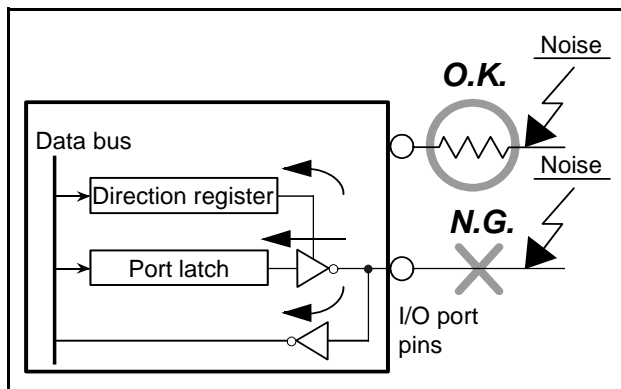 Noise
O.K.
Data bus
Noise
Direction register
N.G.
Port latch
I/O port
pins